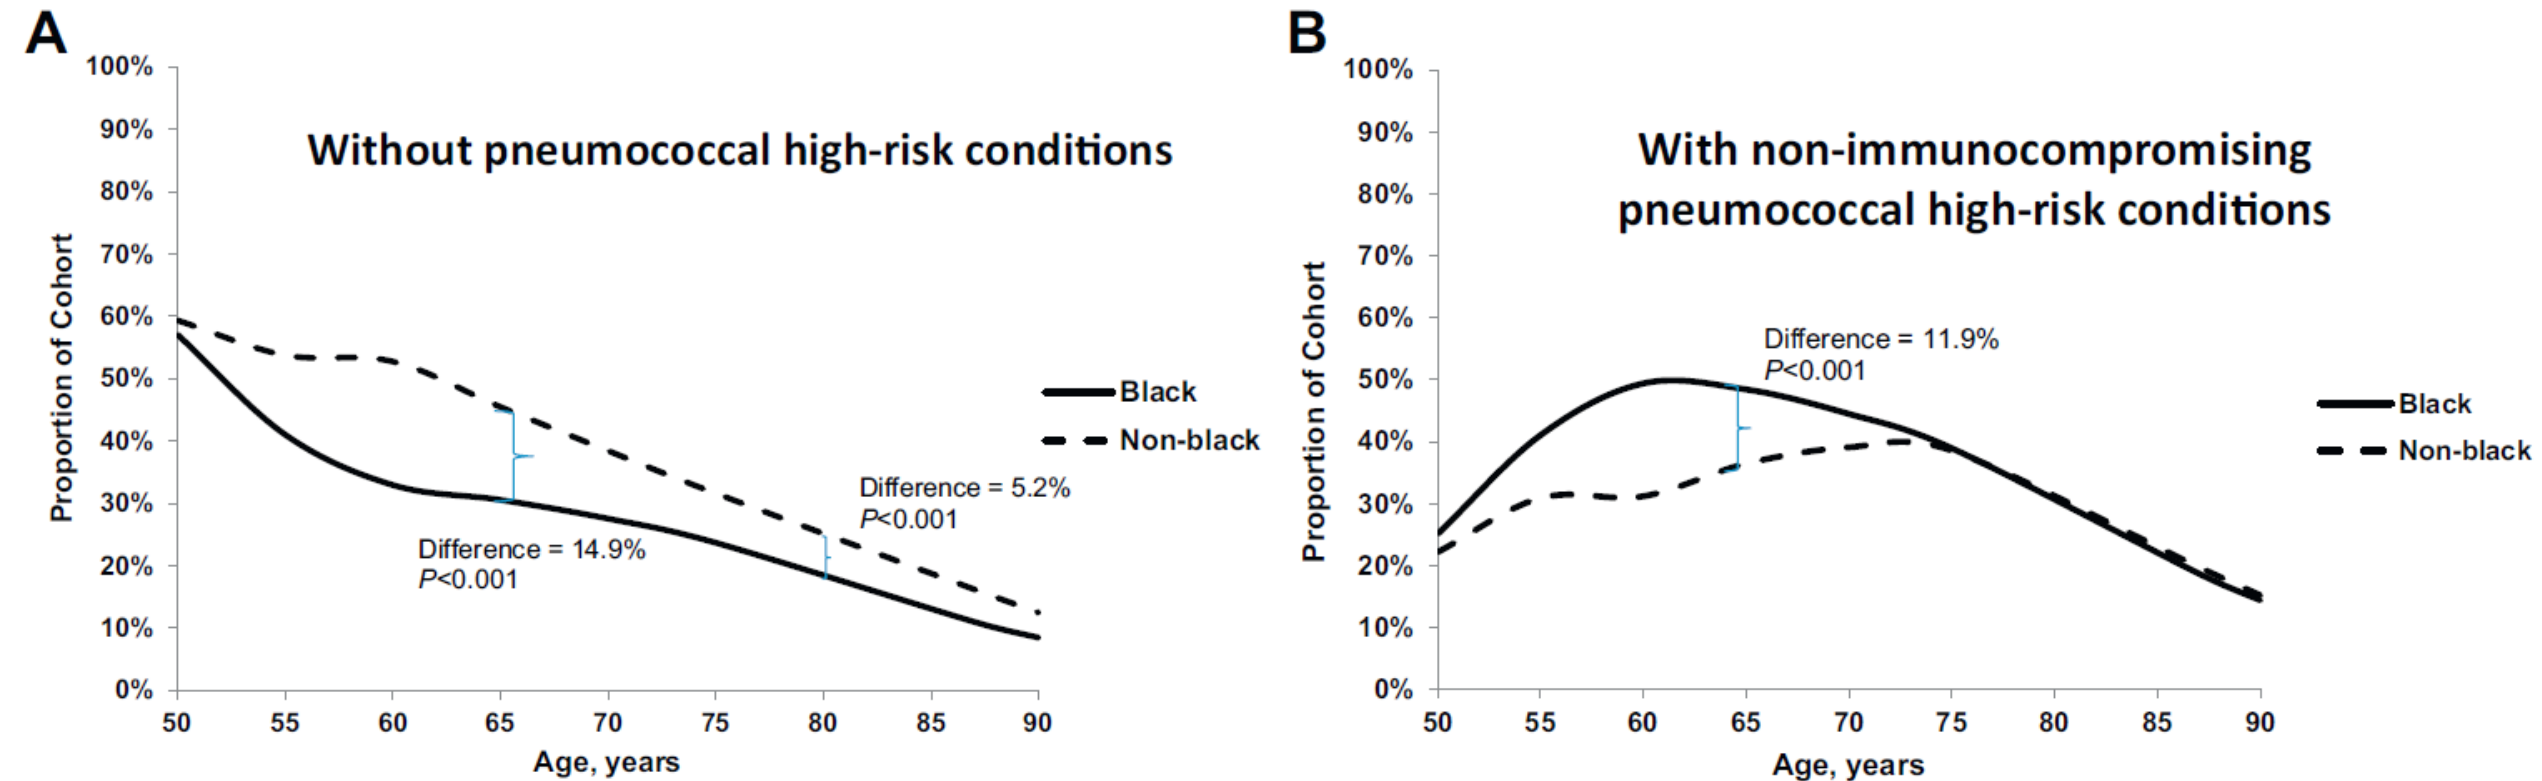 A
100%
90%
80%
70%
60%
50%
40%
30%
20%
10%
0%
Proportion of Cohort
Without pneumococcal high-risk conditions
Difference = 14.9%
P<0.001
Difference = 5.2%
P<0.001
Black
Non-black
50 55 60 65 70 75 80 85 90
Age, years
B
100%
90%
80%
70%
60%
50%
40%
30%
20%
10%
0%
Proportion of Cohort
With non-immunocompromising
pneumococcal high-risk conditions
Difference = 11.9%
P<0.001
Black
Non-black
50 55 60 65 70 75 80 85 90
Age, years